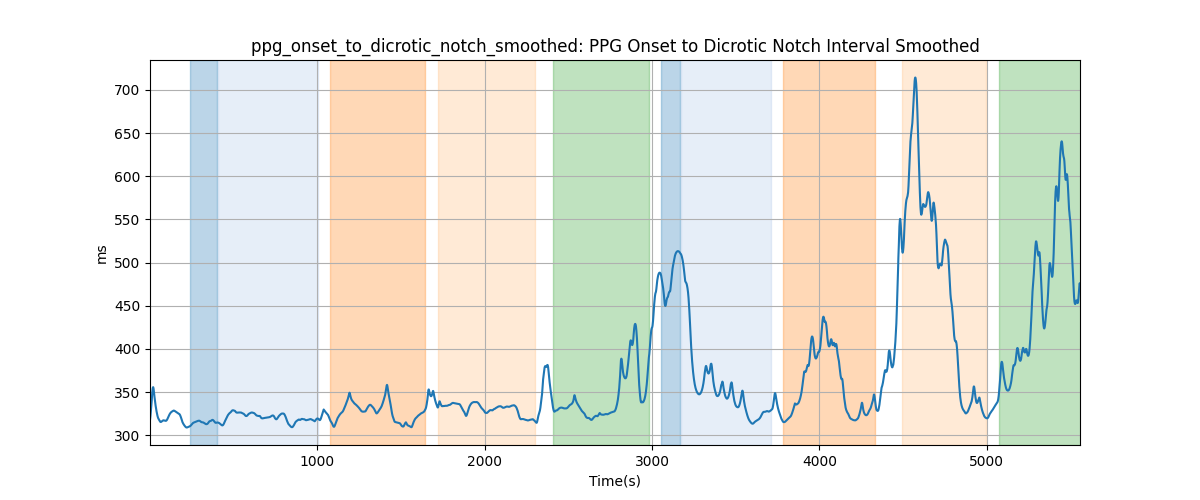 ppg_onset_to_dicrotic_notch_smoothed: PPG Onset to Dicrotic Notch Interval Smoothed
700
650
600
550
500
450
400
350
300
ms
1000 2000 3000 4000 5000
Time(s)